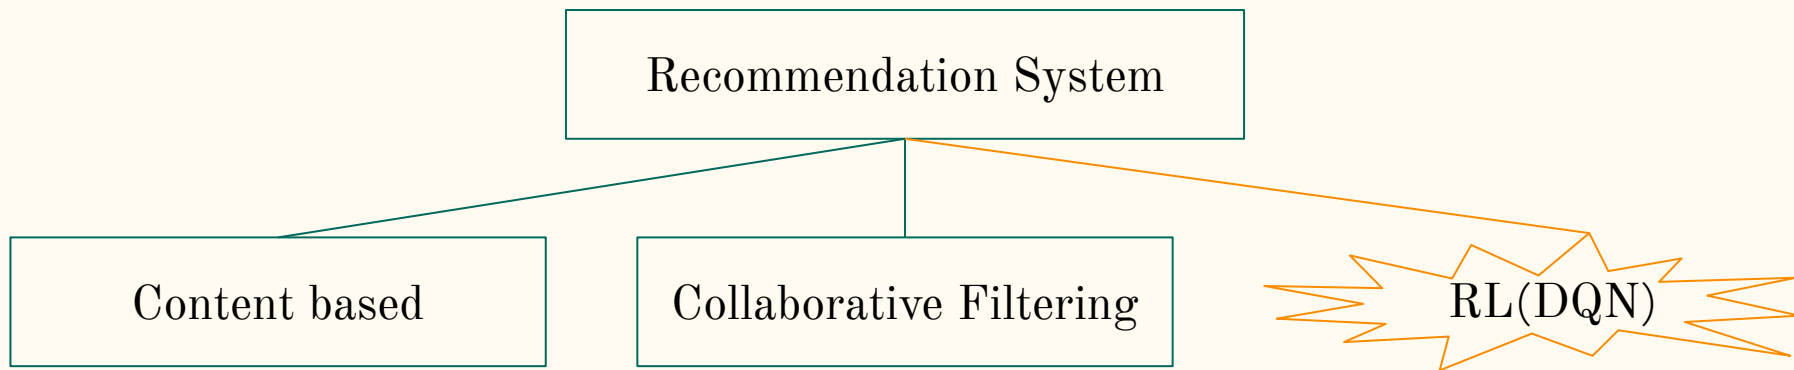 Recommendation System
Content based
Collaborative Filtering
RL(DQN)